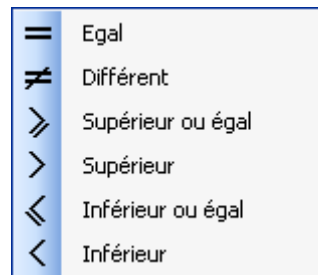 = Egal
≠ Différent
⩾ Supérieur ou égal
> Supérieur
⩽ Inférieur ou égal
< Inférieur